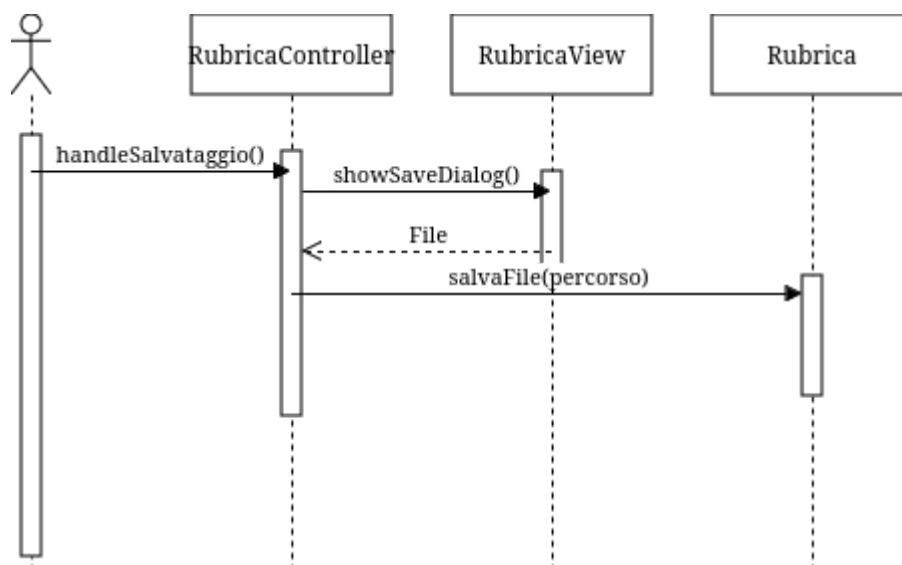 RubricaController
RubricaView
Rubrica
handleSalvataggio()
showSaveDialog()
File
salvaFile(percorso)